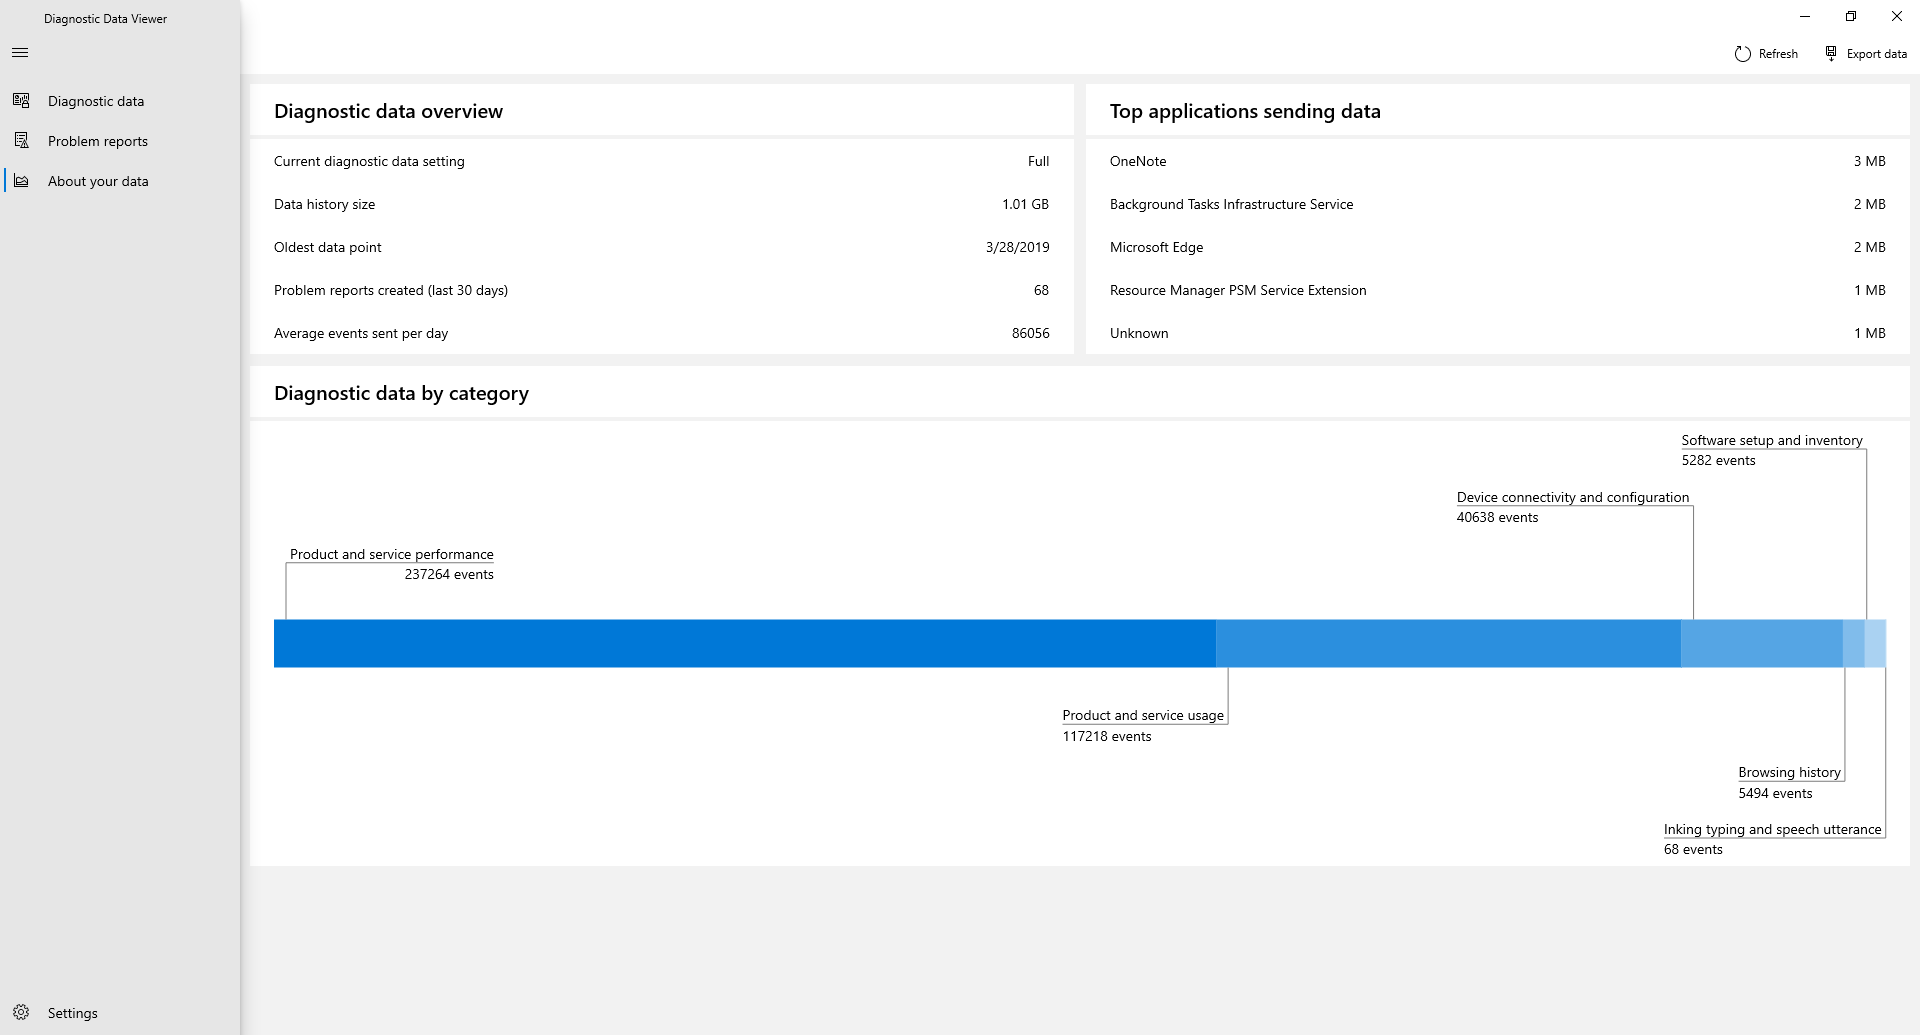 Diagnostic Data Viewer
Refresh
Export data
Diagnostic data
Problem reports
About your data
Settings
Diagnostic data overview
Current diagnostic data setting Full
Data history size 1.01 GB
Oldest data point 3/28/2019
Problem reports created (last 30 days) 68
Average events sent per day 86056
Top applications sending data
OneNote 3 MB
Background Tasks Infrastructure Service 2 MB
Microsoft Edge 2 MB
Resource Manager PSM Service Extension 1 MB
Unknown 1 MB
Diagnostic data by category
Software setup and inventory
5282 events
Device connectivity and configuration
40638 events
Product and service performance
237264 events
Product and service usage
117218 events
Browsing history
5494 events
Inking typing and speech utterance
68 events